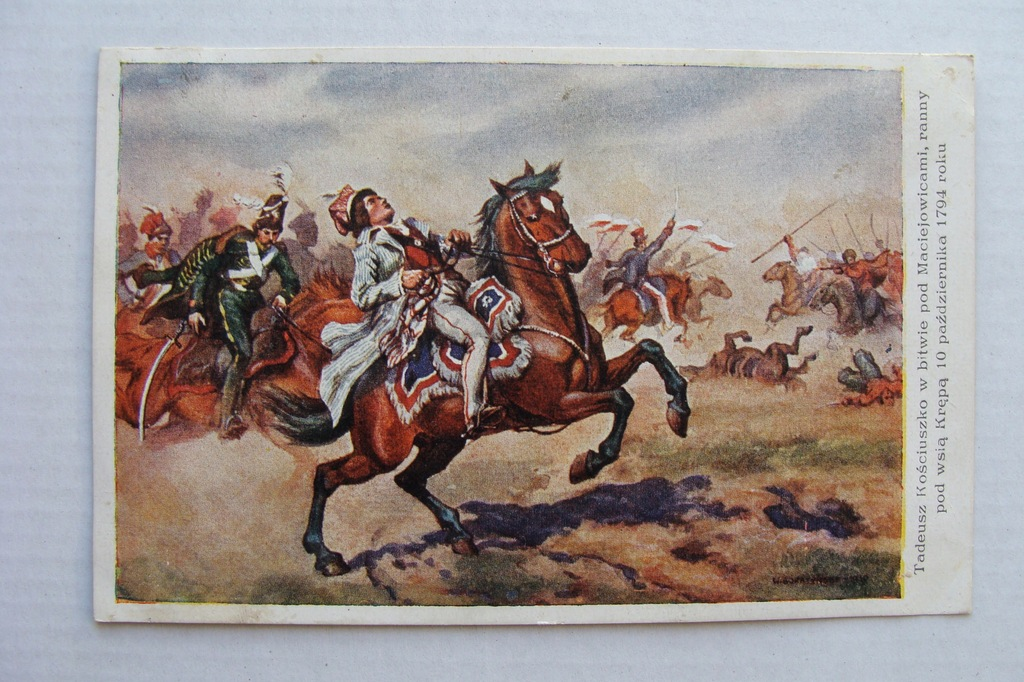 Tadeusz Kościuszko w bitwie pod Maciejowicami, ranny
pod wsią Krępą 10 października 1794 roku